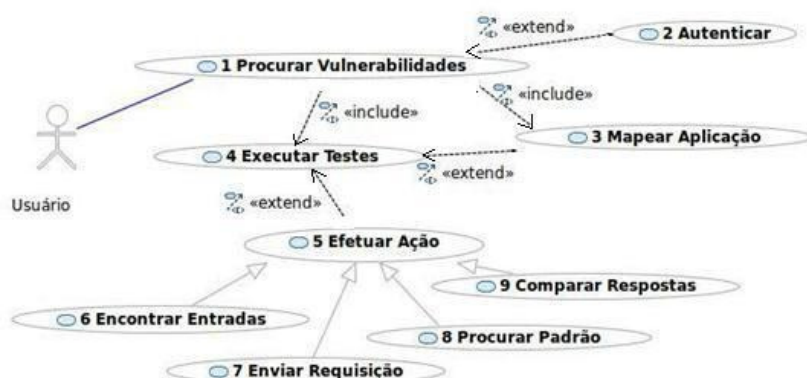 «extend»
2 Autenticar
1 Procurar Vulnerabilidades
«include»
«include»
3 Mapear Aplicação
4 Executar Testes
«extend»
Usuário
«extend»
5 Efetuar Ação
9 Comparar Respostas
6 Encontrar Entradas
8 Procurar Padrão
7 Enviar Requisição